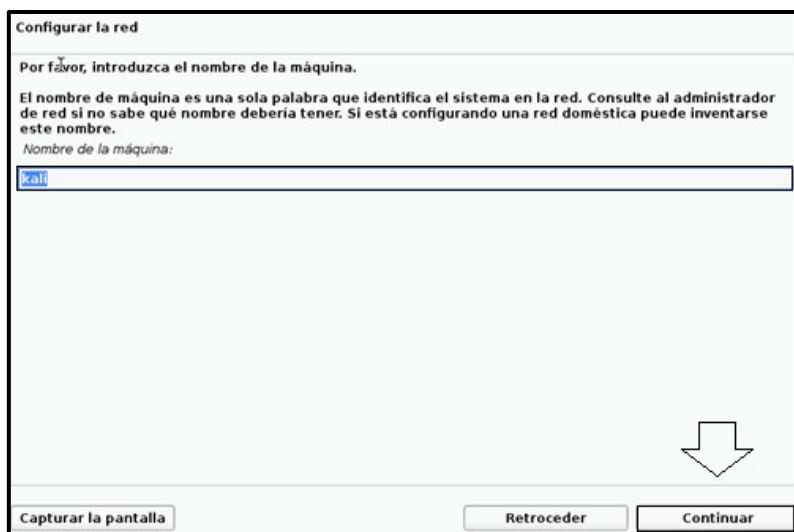 Configurar la red
Por favor, introduzca el nombre de la máquina.
El nombre de máquina es una sola palabra que identifica el sistema en la red. Consulte al administrador
de red si no sabe qué nombre debería tener. Si está configurando una red doméstica puede inventarse
este nombre.
Nombre de la máquina:
kali
Capturar la pantalla
Retroceder
Continuar